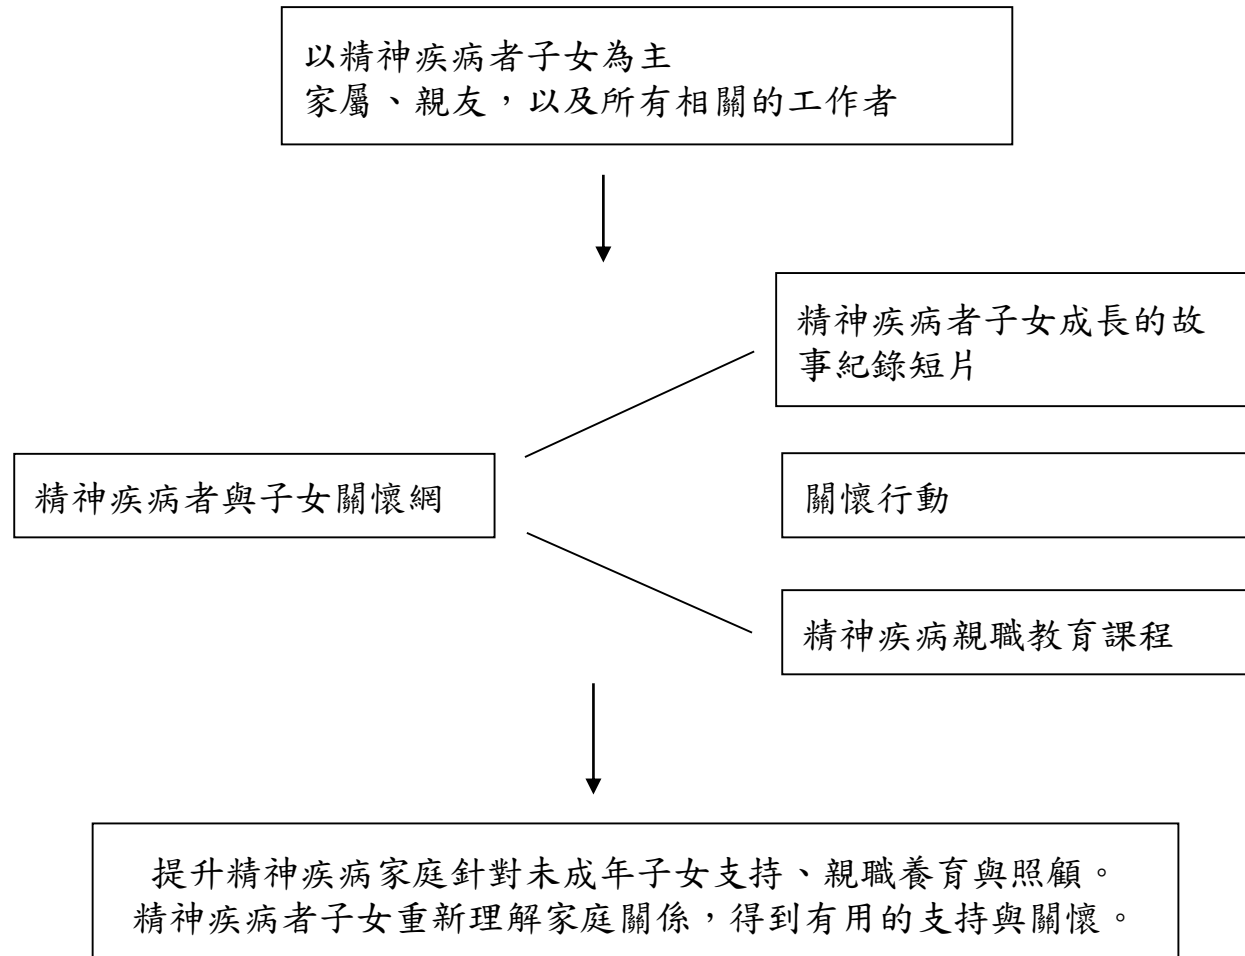 以精神疾病者子女為主
家屬、親友，以及所有相關的工作者
精神疾病者子女成長的故
事紀錄短片
精神疾病者與子女關懷網
關懷行動
精神疾病親職教育課程
提升精神疾病家庭針對未成年子女支持、親職養育與照顧。
精神疾病者子女重新理解家庭關係，得到有用的支持與關懷。